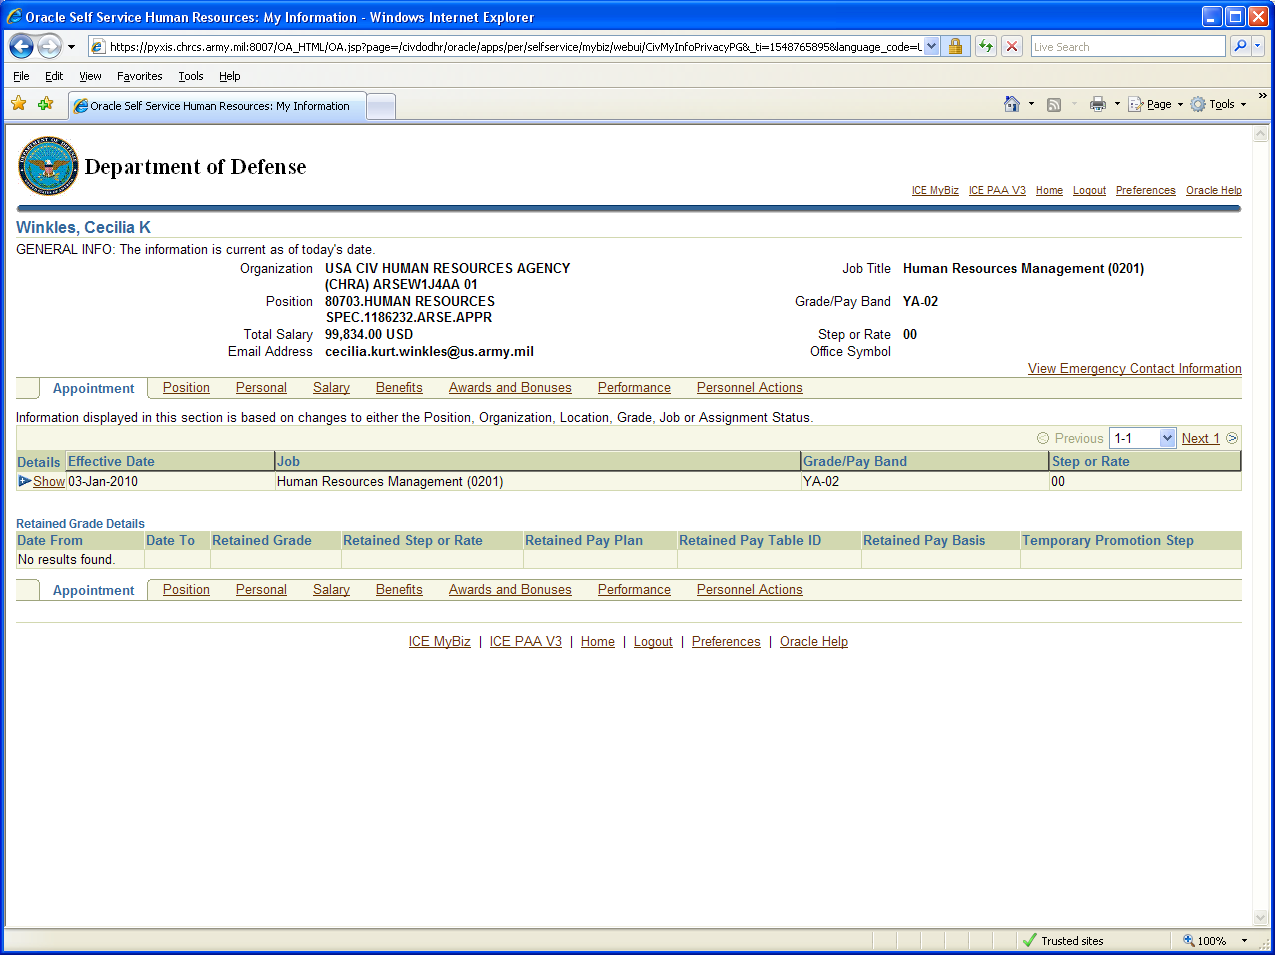 Oracle Self Service Human Resources: My Information - Windows Internet Explorer
https://pyxis.chrcs.army.mil:8007/OA_HTML/OA.jsp?page=/civdodhr/oracle/apps/per/selfservice/mybiz/webui/CivMyInfoPrivacyPG&_ti=1548765895&language_code=L
Live Search
File Edit View Favorites Tools Help
Oracle Self Service Human Resources: My Information
Page Tools »
Department of Defense
ICE MyBiz ICE PAA V3 Home Logout Preferences Oracle Help
Winkles, Cecilia K
GENERAL INFO: The information is current as of today's date.
Organization USA CIV HUMAN RESOURCES AGENCY Job Title Human Resources Management (0201)
(CHRA) ARSEW1J4AA 01
Position 80703.HUMAN RESOURCES Grade/Pay Band YA-02
SPEC.1186232.ARSE.APPR
Total Salary 99,834.00 USD Step or Rate 00
Email Address cecilia.kurt.winkles@us.army.mil Office Symbol
View Emergency Contact Information
Appointment Position Personal Salary Benefits Awards and Bonuses Performance Personnel Actions
Information displayed in this section is based on changes to either the Position, Organization, Location, Grade, Job or Assignment Status.
Previous 1-1 Next 1
Details Effective Date Job Grade/Pay Band Step or Rate
Show 03-Jan-2010 Human Resources Management (0201) YA-02 00
Retained Grade Details
Date From Date To Retained Grade Retained Step or Rate Retained Pay Plan Retained Pay Table ID Retained Pay Basis Temporary Promotion Step
No results found.
Appointment Position Personal Salary Benefits Awards and Bonuses Performance Personnel Actions
ICE MyBiz | ICE PAA V3 | Home | Logout | Preferences | Oracle Help
Trusted sites 100%